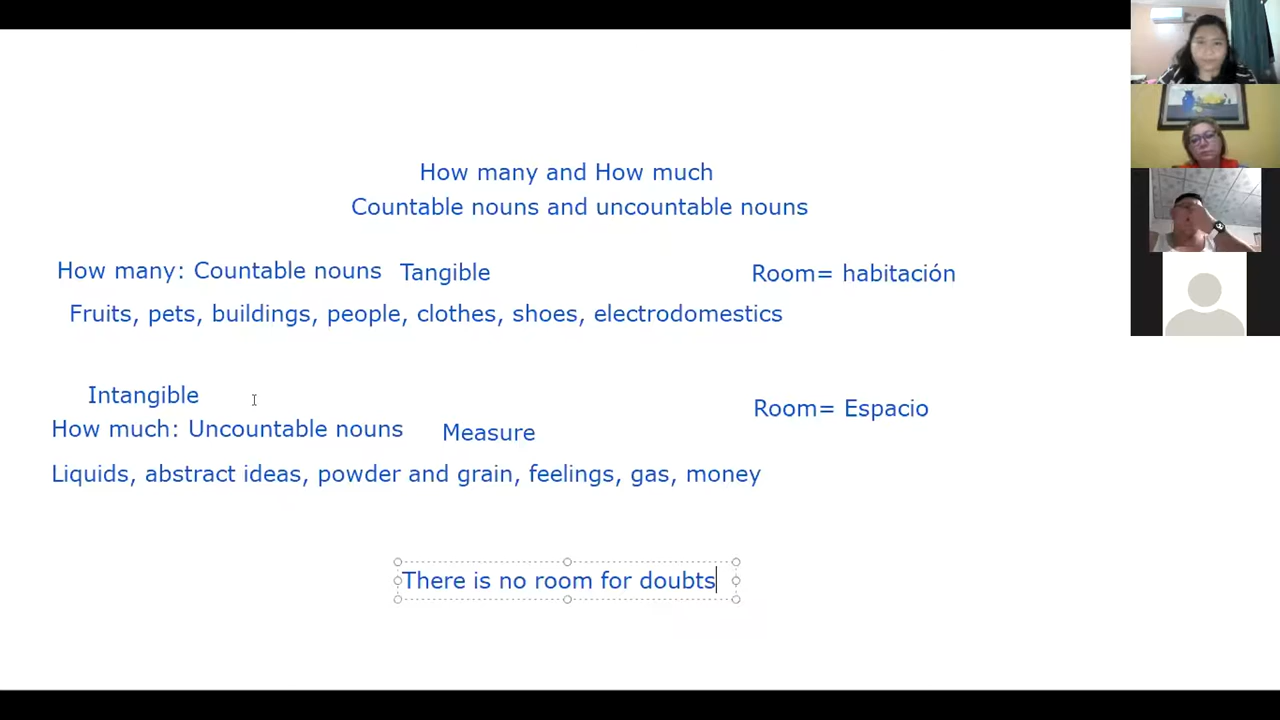 How many and How much
Countable nouns and uncountable nouns
How many: Countable nouns Tangible
Room= habitación
Fruits, pets, buildings, people, clothes, shoes, electrodomestics
Intangible
Room= Espacio
How much: Uncountable nouns Measure
Liquids, abstract ideas, powder and grain, feelings, gas, money
There is no room for doubts